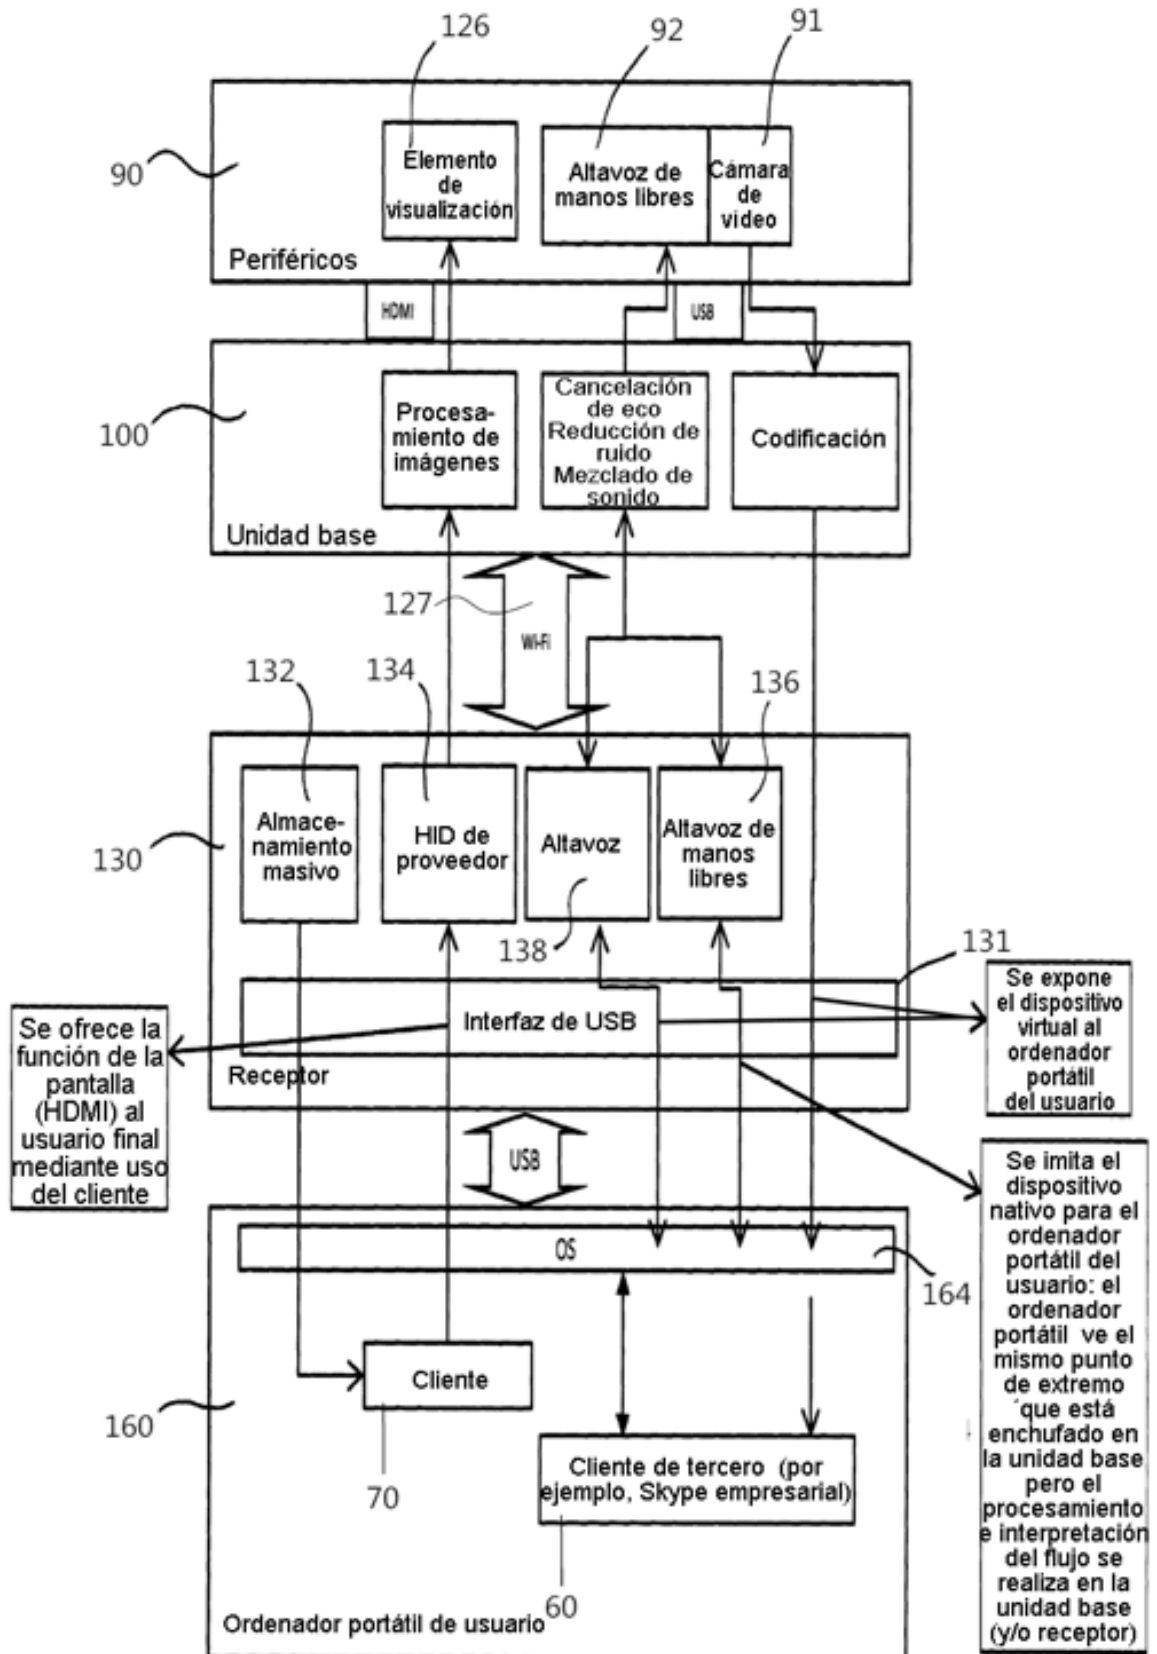 126
92
91
90
Elemento
de
visualización
Altavoz de
manos libres
Cámara
de
vídeo
Periféricos
HDMI
USB
100
Procesa-
miento de
imágenes
Cancelación
de eco
Reducción de
ruido
Mezclado de
sonido
Codificación
Unidad base
127
WI-FI
132
134
136
130
Almace-
namiento
masivo
HID de
proveedor
Altavoz
Altavoz de
manos
libres
138
131
Interfaz de USB
Receptor
Se expone
el dispositivo
virtual al
ordenador
portátil
del usuario
Se ofrece la
función de la
pantalla
(HDMI) al
usuario final
mediante uso
del cliente
USB
OS
164
Se imita el
dispositivo
nativo para el
ordenador
portátil del
usuario: el
ordenador
portátil ve el
mismo punto
de extremo
que está
enchufado en
la unidad base
pero el
procesamiento
e interpretación
del flujo se
realiza en la
unidad base
(y/o receptor)
160
Cliente
70
Cliente de tercero (por
ejemplo, Skype empresarial)
60
Ordenador portátil de usuario